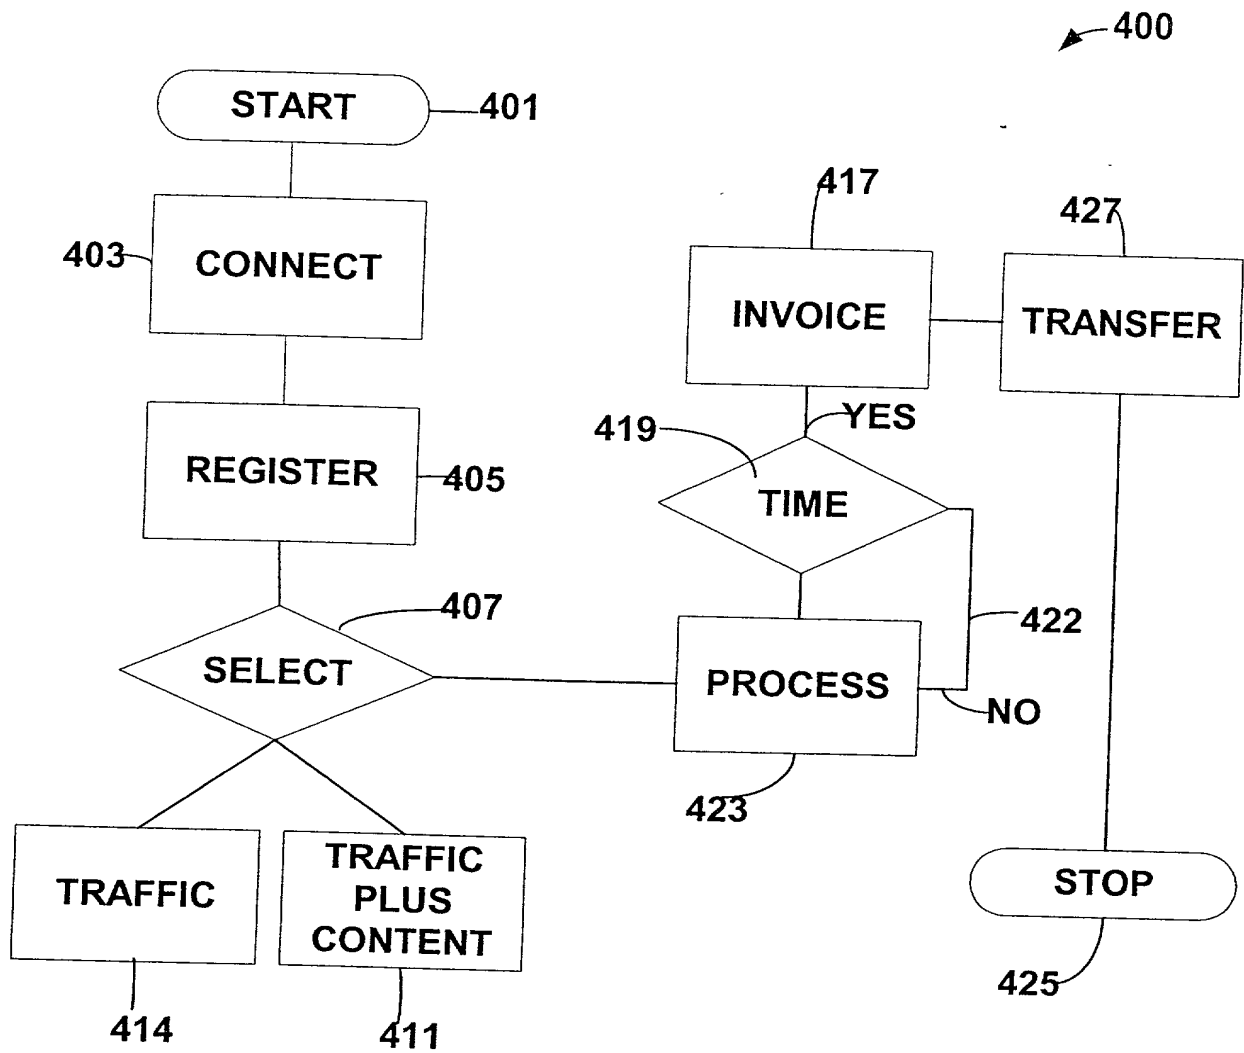 400
START
401
CONNECT
403
REGISTER
405
SELECT
407
TRAFFIC
414
TRAFFIC
PLUS
CONTENT
411
417
INVOICE
427
TRANSFER
YES
419
TIME
422
PROCESS
NO
423
STOP
425